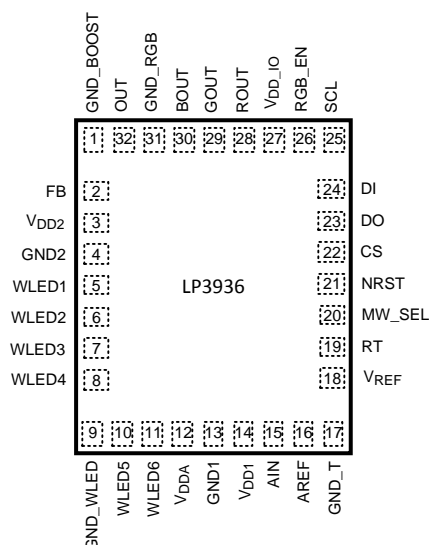 GND_BOOST
OUT
GND_RGB
BOUT
GOUT
ROUT
VDD_IO
RGB_EN
SCL
1 32 31 30 29 28 27 26 25
FB 2
VDD2 3
GND2 4
WLED1 5
WLED2 6
WLED3 7
WLED4 8
LP3936
24 DI
23 DO
22 CS
21 NRST
20 MW_SEL
19 RT
18 VREF
9 10 11 12 13 14 15 16 17
GND_WLED
WLED5
WLED6
VDDA
GND1
VDD1
AIN
AREF
GND_T